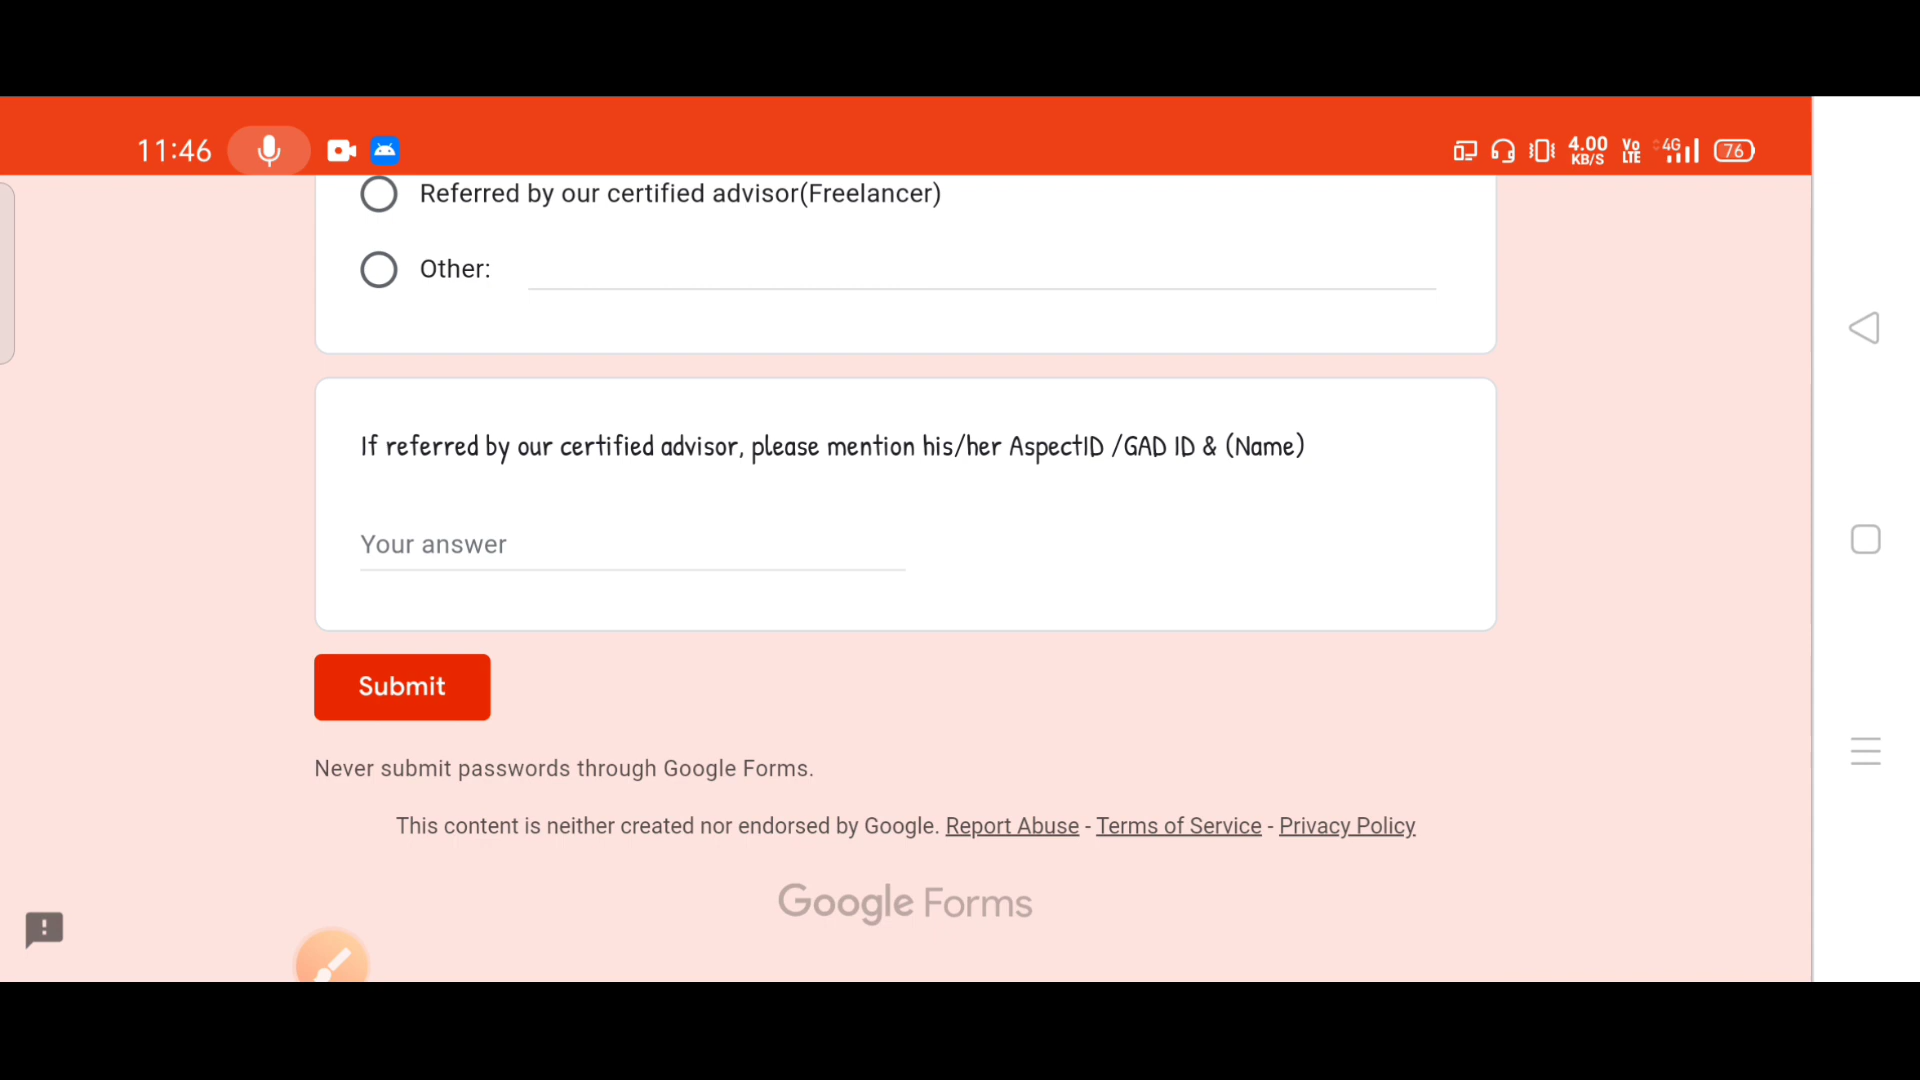 11:46
4.00
KB/S
Vo
LTE
4G
76
Referred by our certified advisor(Freelancer)
Other:
If referred by our certified advisor, please mention his/her AspectID /GAD ID & (Name)
Your answer
Submit
Never submit passwords through Google Forms.
This content is neither created nor endorsed by Google. Report Abuse - Terms of Service - Privacy Policy
Google Forms